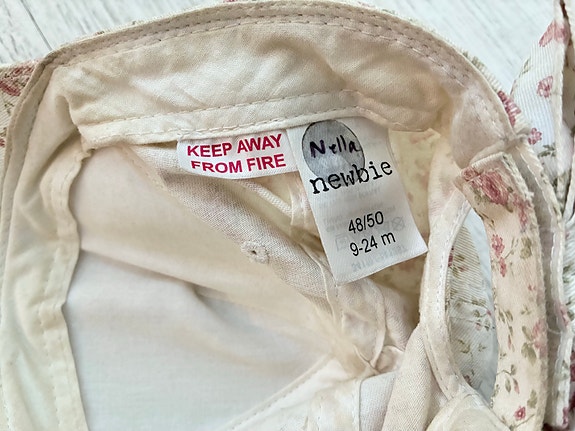 KEEP AWAY
FROM FIRE
Nella
newbie
48/50
9-24 m